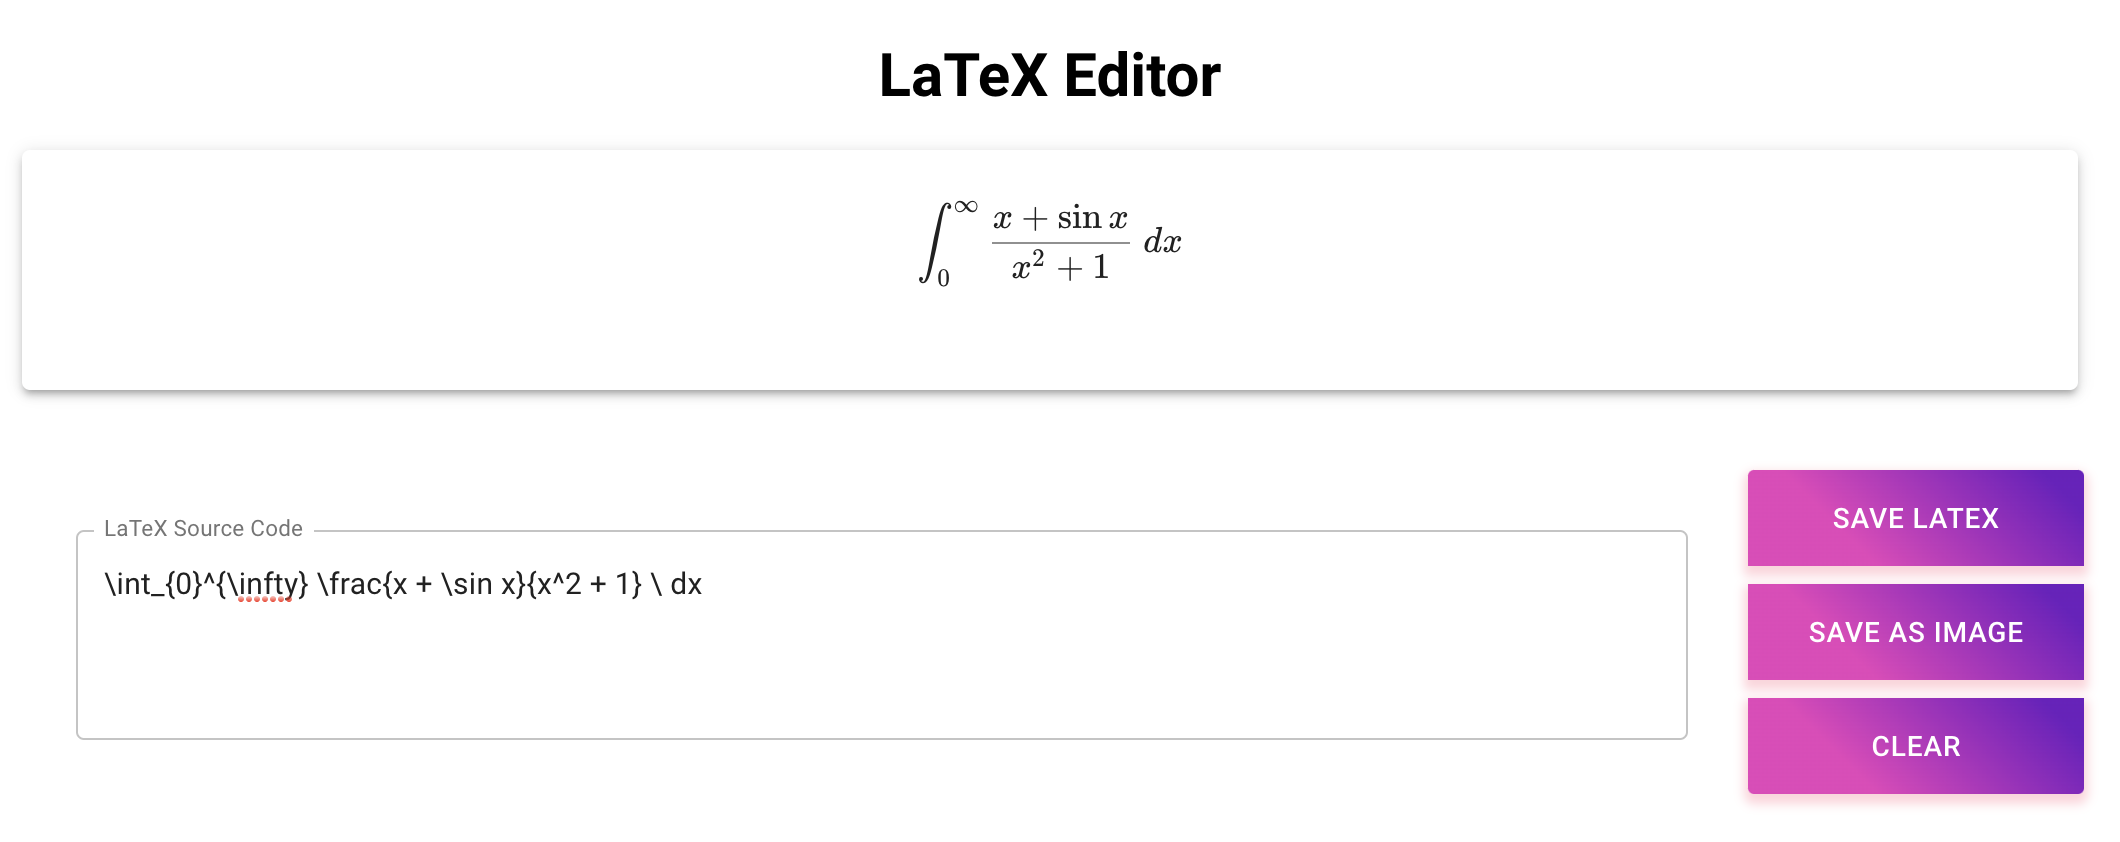 LaTeX Editor
\int_{0}^{\infty} \frac{x + \sin x}{x^2 + 1} \ dx
LaTeX Source Code
\int_{0}^{\infty} \frac{x + \sin x}{x^2 + 1} \ dx
SAVE LATEX
SAVE AS IMAGE
CLEAR